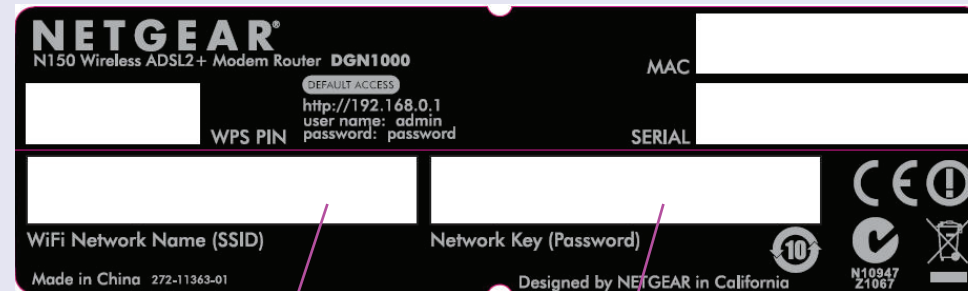 NETGEAR®
N150 Wireless ADSL2+ Modem Router DGN1000
DEFAULT ACCESS
http://192.168.0.1
user name: admin
password: password
WPS PIN
MAC
SERIAL
WiFi Network Name (SSID)
Network Key (Password)
Made in China 272-11363-01
Designed by NETGEAR in California
10
CE
N10947
Z1067